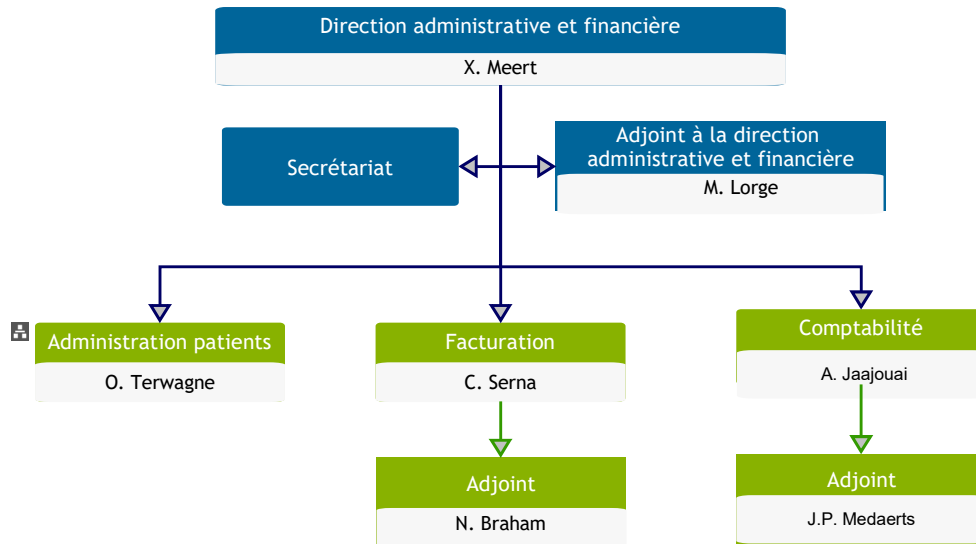 Direction administrative et financière
X. Meert
Secrétariat
Adjoint à la direction
administrative et financière
M. Lorge
Administration patients
O. Terwagne
Facturation
C. Serna
Comptabilité
A. Jaajouai
Adjoint
N. Braham
Adjoint
J.P. Medaerts